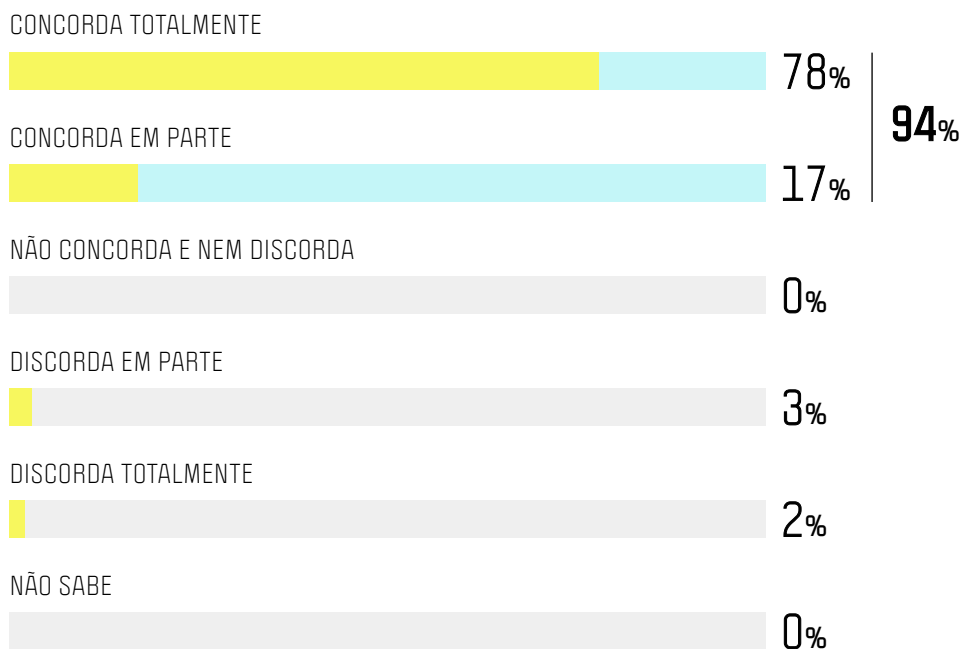 CONCORDA TOTALMENTE
78%
94%
CONCORDA EM PARTE
17%
NÃO CONCORDA E NEM DISCORDA
0%
DISCORDA EM PARTE
3%
DISCORDA TOTALMENTE
2%
NÃO SABE
0%